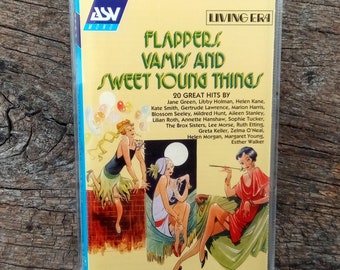 ASV
MONO
LIVING ERA
FLAPPERS,
VAMPS AND
SWEET YOUNG THINGS
20 GREAT HITS BY
Jane Green, Libby Holman, Helen Kane,
Kate Smith, Gertrude Lawrence, Marion Harris,
Blossom Seeley, Mildred Hunt, Aileen Stanley,
Lilian Roth, Annette Hanshaw, Sophie Tucker,
The Brox Sisters, Lee Morse, Ruth Etting,
Greta Keller, Zelma O'Neal,
Helen Morgan, Margaret Young,
Esther Walker